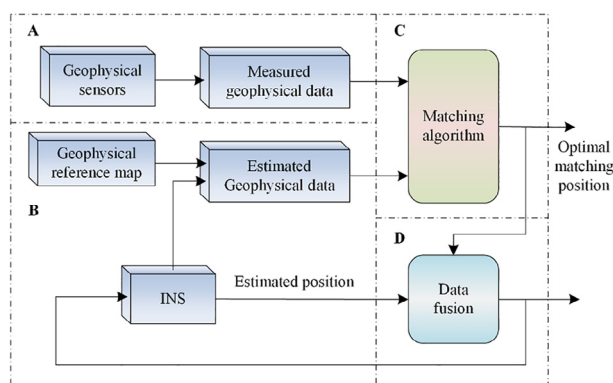 A
Geophysical
sensors
Measured
geophysical data
C
Matching
algorithm
Optimal
matching
position
Geophysical
reference map
Estimated
Geophysical data
B
INS
Estimated position
D
Data
fusion